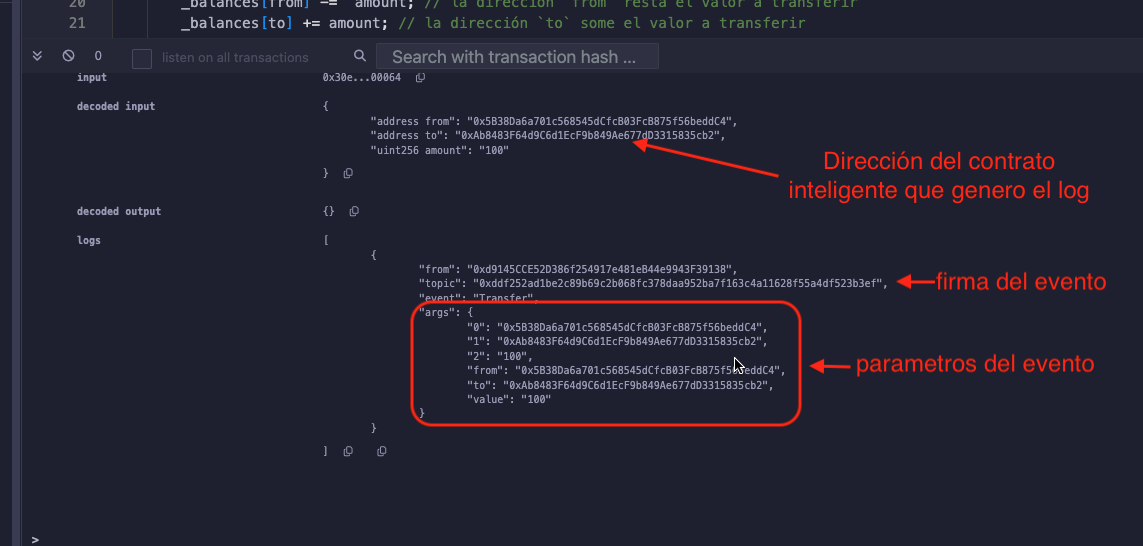 20 _balances[from] -= amount; // la dirección `from` resta el valor a transferir
21 _balances[to] += amount; // la dirección `to` some el valor a transferir
0 listen on all transactions Search with transaction hash ...
input 0x30e...00064
decoded input {
"address from": "0x5B38Da6a701c568545dCfcB03FcB875f56beddC4",
"address to": "0xAb8483F64d9C6d1EcF9b849Ae677dD3315835cb2",
"uint256 amount": "100"
}
Dirección del contrato
inteligente que genero el log
decoded output {}
logs [
{
"from": "0xd9145CCE52D386f254917e481eB44e9943F39138",
"topic": "0xddf252ad1be2c89b69c2b068fc378daa952ba7f163c4a11628f55a4df523b3ef",
firma del evento
"event": "Transfer",
"args": {
"0": "0x5B38Da6a701c568545dCfcB03FcB875f56beddC4",
"1": "0xAb8483F64d9C6d1EcF9b849Ae677dD3315835cb2",
"2": "100",
"from": "0x5B38Da6a701c568545dCfcB03FcB875f56beddC4",
"to": "0xAb8483F64d9C6d1EcF9b849Ae677dD3315835cb2",
"value": "100"
parametros del evento
}
}
]
>